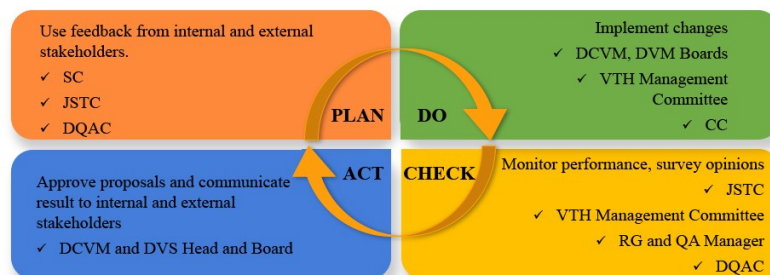 Use feedback from internal and external
stakeholders.
✓ SC
✓ JSTC
✓ DQAC
PLAN
Implement changes
✓ DCVM, DVM Boards
✓ VTH Management
Committee
✓ CC
DO
Approve proposals and communicate
result to internal and external
stakeholders
✓ DCVM and DVS Head and Board
ACT
CHECK
Monitor performance, survey opinions
✓ JSTC
✓ VTH Management Committee
✓ RG and QA Manager
✓ DQAC